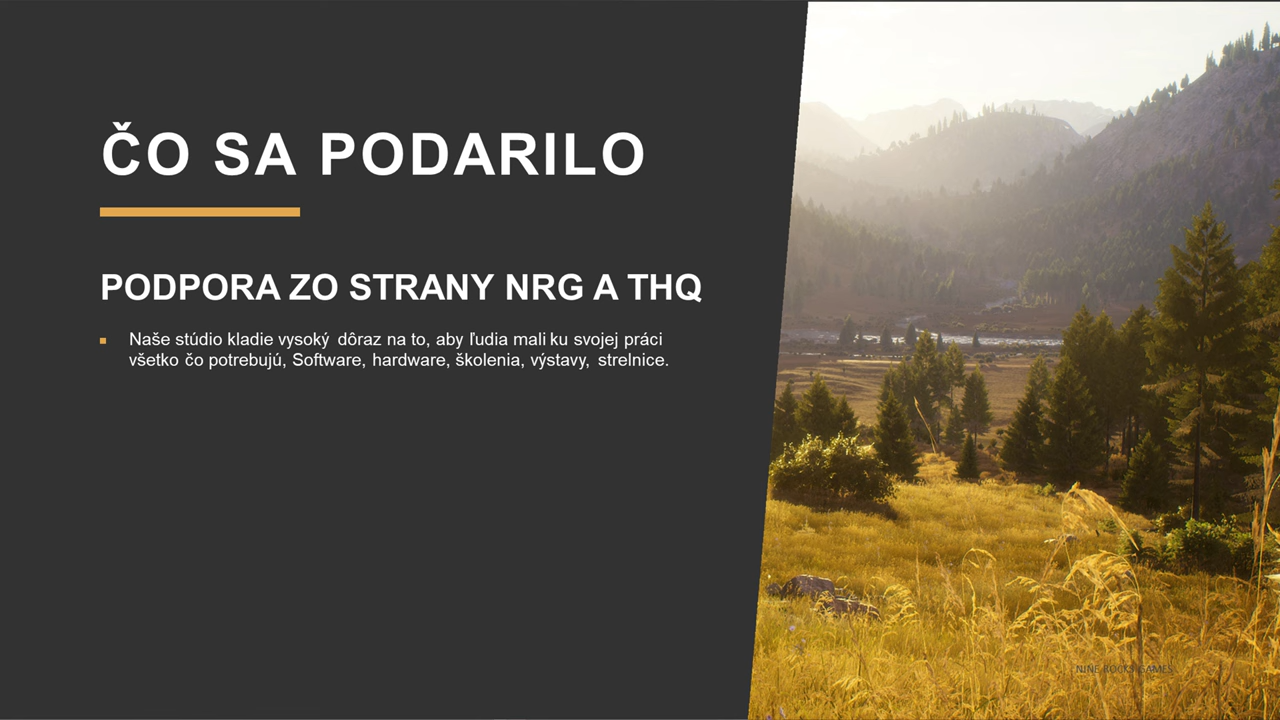 ČO SA PODARILO
PODPORA ZO STRANY NRG A THQ
Naše stúdio kladie vysoký dôraz na to, aby ľudia mali ku svojej práci
všetko čo potrebujú, Software, hardware, školenia, výstavy, strelnice.
NINE ROCKS GAMES